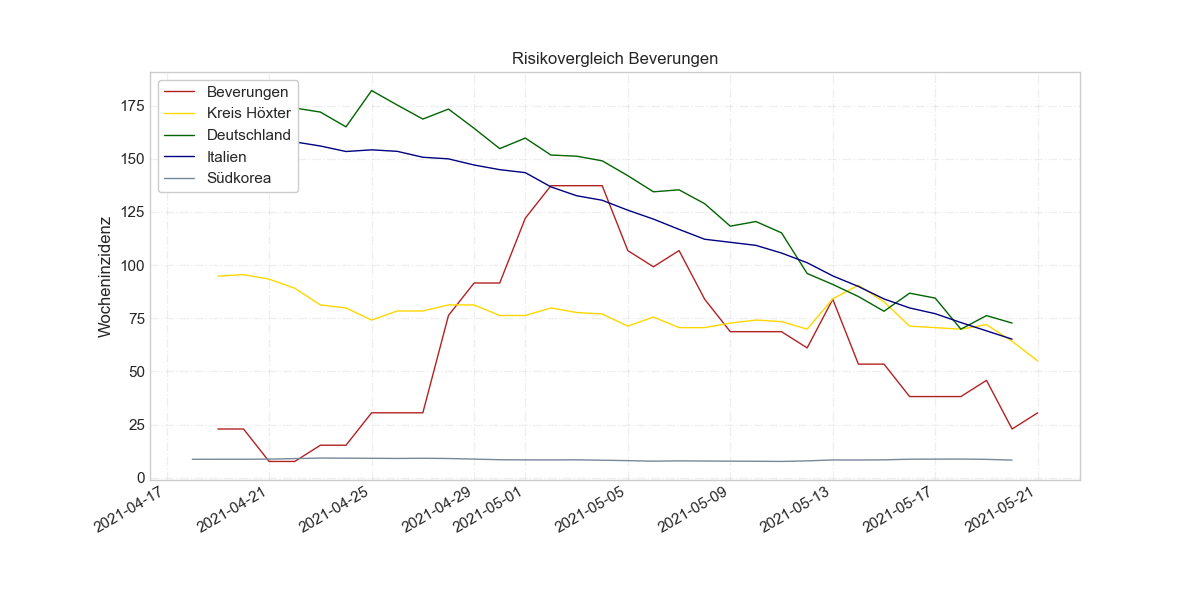 Risikovergleich Beverungen
Beverungen
Kreis Höxter
Deutschland
Italien
Südkorea
Wocheninzidenz
175
150
125
100
75
50
25
0
2021-04-17
2021-04-21
2021-04-25
2021-04-29
2021-05-01
2021-05-05
2021-05-09
2021-05-13
2021-05-17
2021-05-21